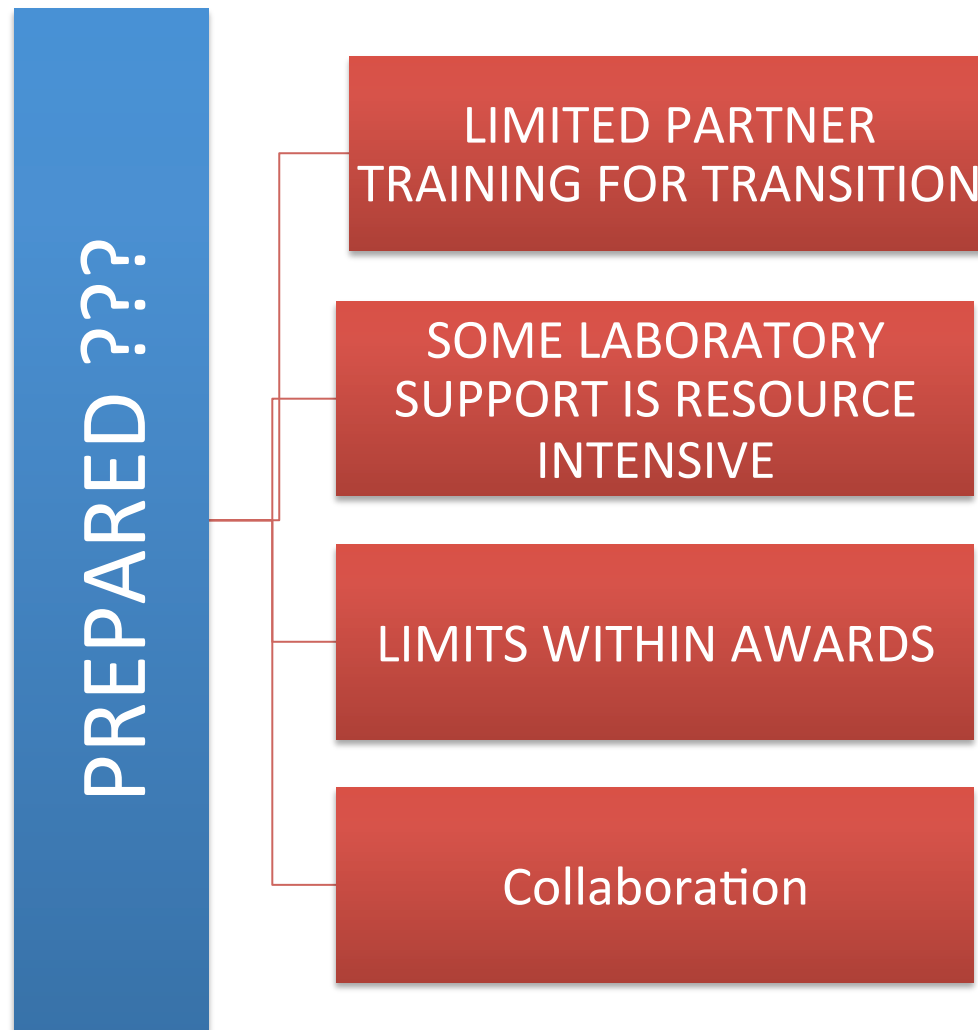 PREPARED ???
LIMITED PARTNER
TRAINING FOR TRANSITION
SOME LABORATORY
SUPPORT IS RESOURCE
INTENSIVE
LIMITS WITHIN AWARDS
Collaboration